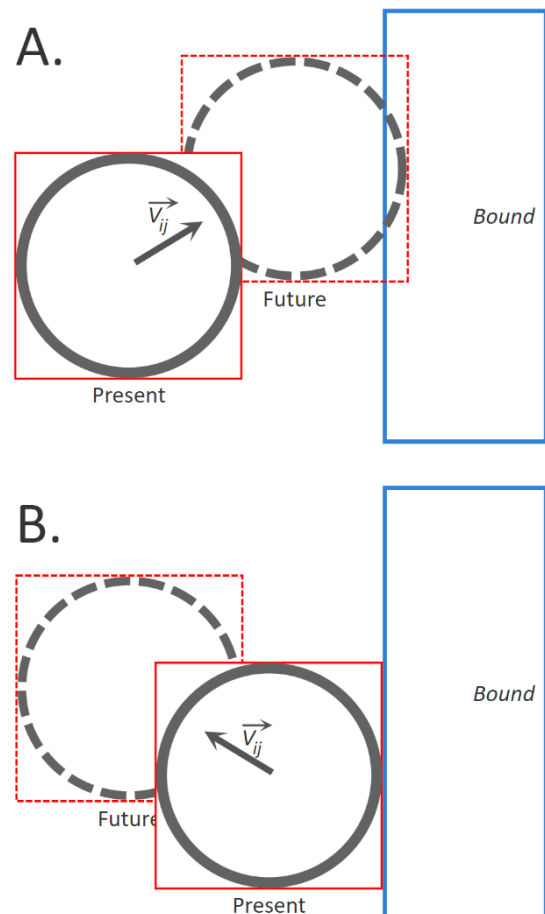 A.
V_ij
Bound
Future
Present
B.
V_ij
Bound
Future
Present